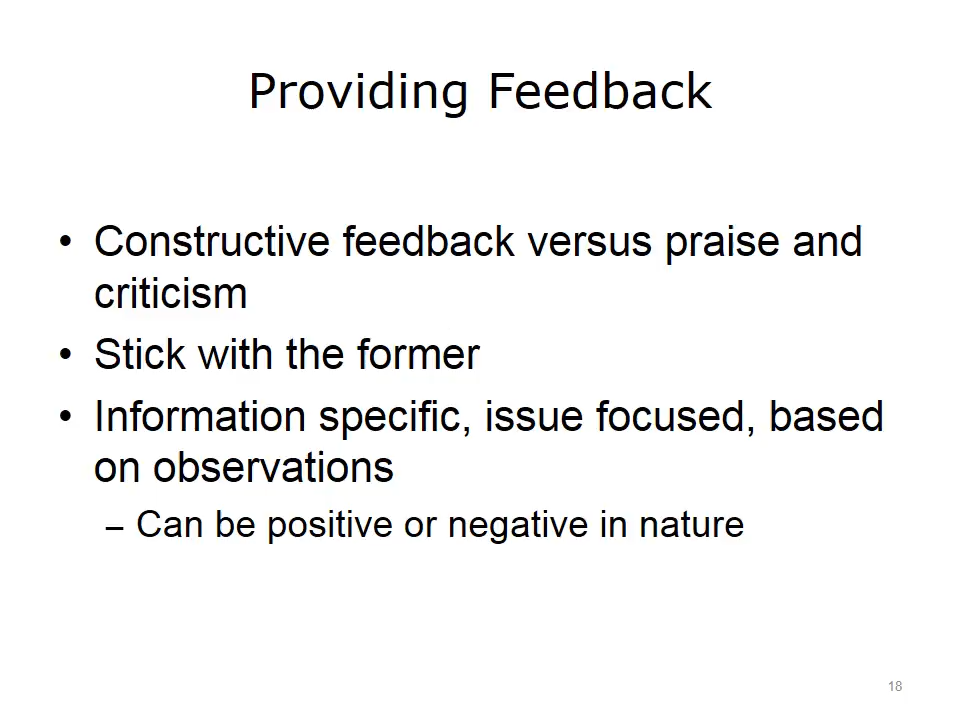 Providing Feedback
• Constructive feedback versus praise and
criticism
• Stick with the former
• Information specific, issue focused, based
on observations
– Can be positive or negative in nature
18